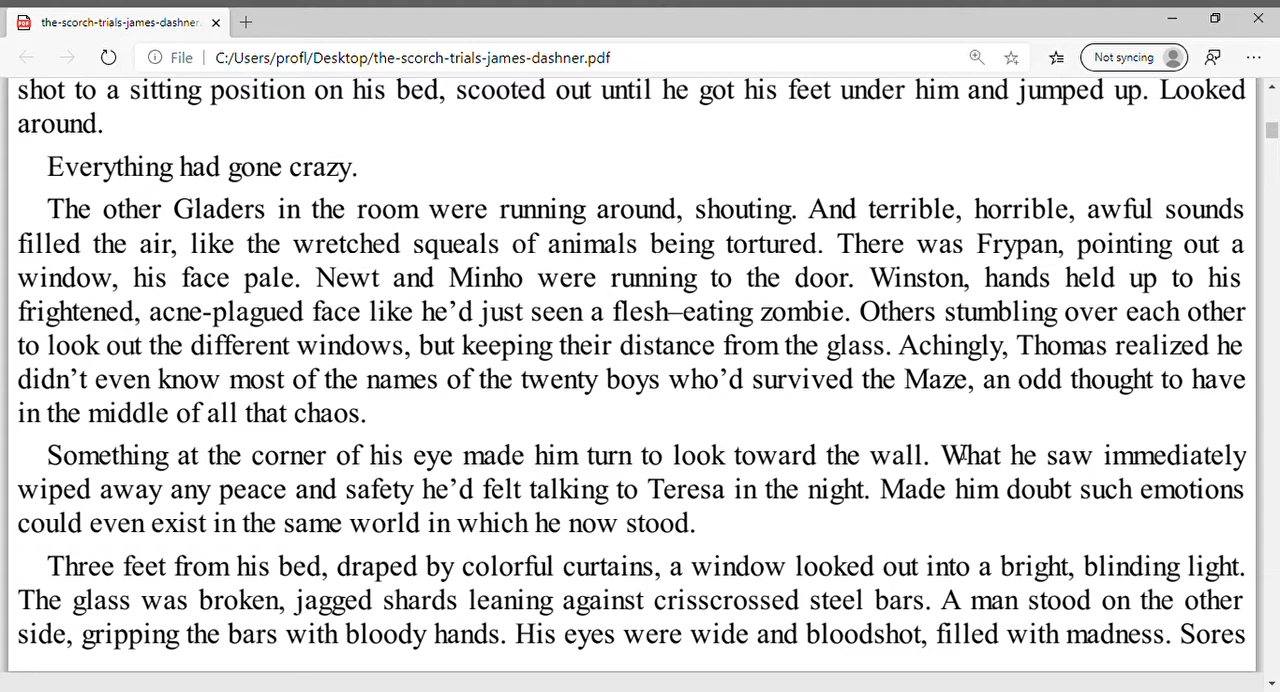 the-scorch-trials-james-dashner.
File
C:/Users/profl/Desktop/the-scorch-trials-james-dashner.pdf
Not syncing
shot to a sitting position on his bed, scooted out until he got his feet under him and jumped up. Looked
around.
Everything had gone crazy.
The other Gladers in the room were running around, shouting. And terrible, horrible, awful sounds
filled the air, like the wretched squeals of animals being tortured. There was Frypan, pointing out a
window, his face pale. Newt and Minho were running to the door. Winston, hands held up to his
frightened, acne-plagued face like he’d just seen a flesh–eating zombie. Others stumbling over each other
to look out the different windows, but keeping their distance from the glass. Achingly, Thomas realized he
didn’t even know most of the names of the twenty boys who’d survived the Maze, an odd thought to have
in the middle of all that chaos.
Something at the corner of his eye made him turn to look toward the wall. What he saw immediately
wiped away any peace and safety he’d felt talking to Teresa in the night. Made him doubt such emotions
could even exist in the same world in which he now stood.
Three feet from his bed, draped by colorful curtains, a window looked out into a bright, blinding light.
The glass was broken, jagged shards leaning against crisscrossed steel bars. A man stood on the other
side, gripping the bars with bloody hands. His eyes were wide and bloodshot, filled with madness. Sores